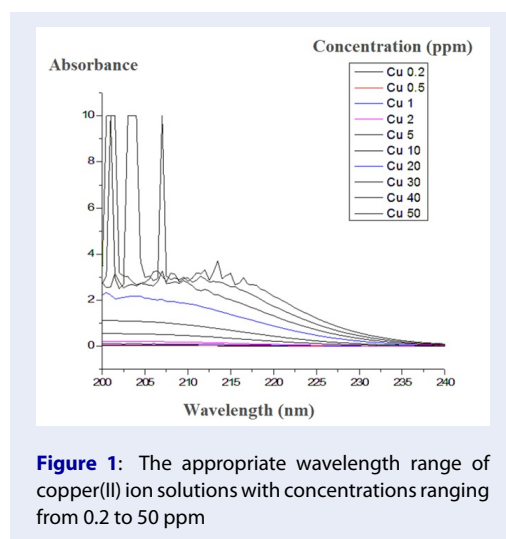 Concentration (ppm)
Absorbance
Cu 0.2
Cu 0.5
Cu 1
Cu 2
Cu 5
Cu 10
Cu 20
Cu 30
Cu 40
Cu 50
10
8
6
4
2
0
200 205 210 215 220 225 230 235 240
Wavelength (nm)
Figure 1: The appropriate wavelength range of
copper(II) ion solutions with concentrations ranging
from 0.2 to 50 ppm